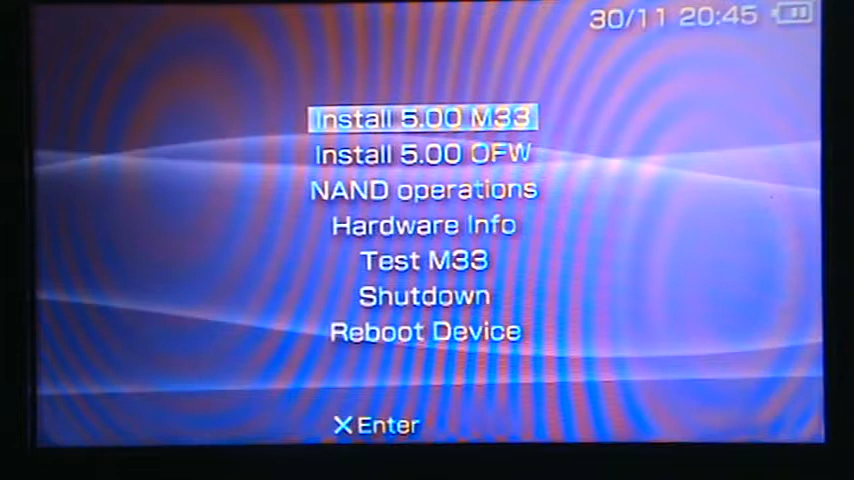 30/11 20:45
Install 5.00 M33
Install 5.00 OFW
NAND operations
Hardware Info
Test M33
Shutdown
Reboot Device
X Enter